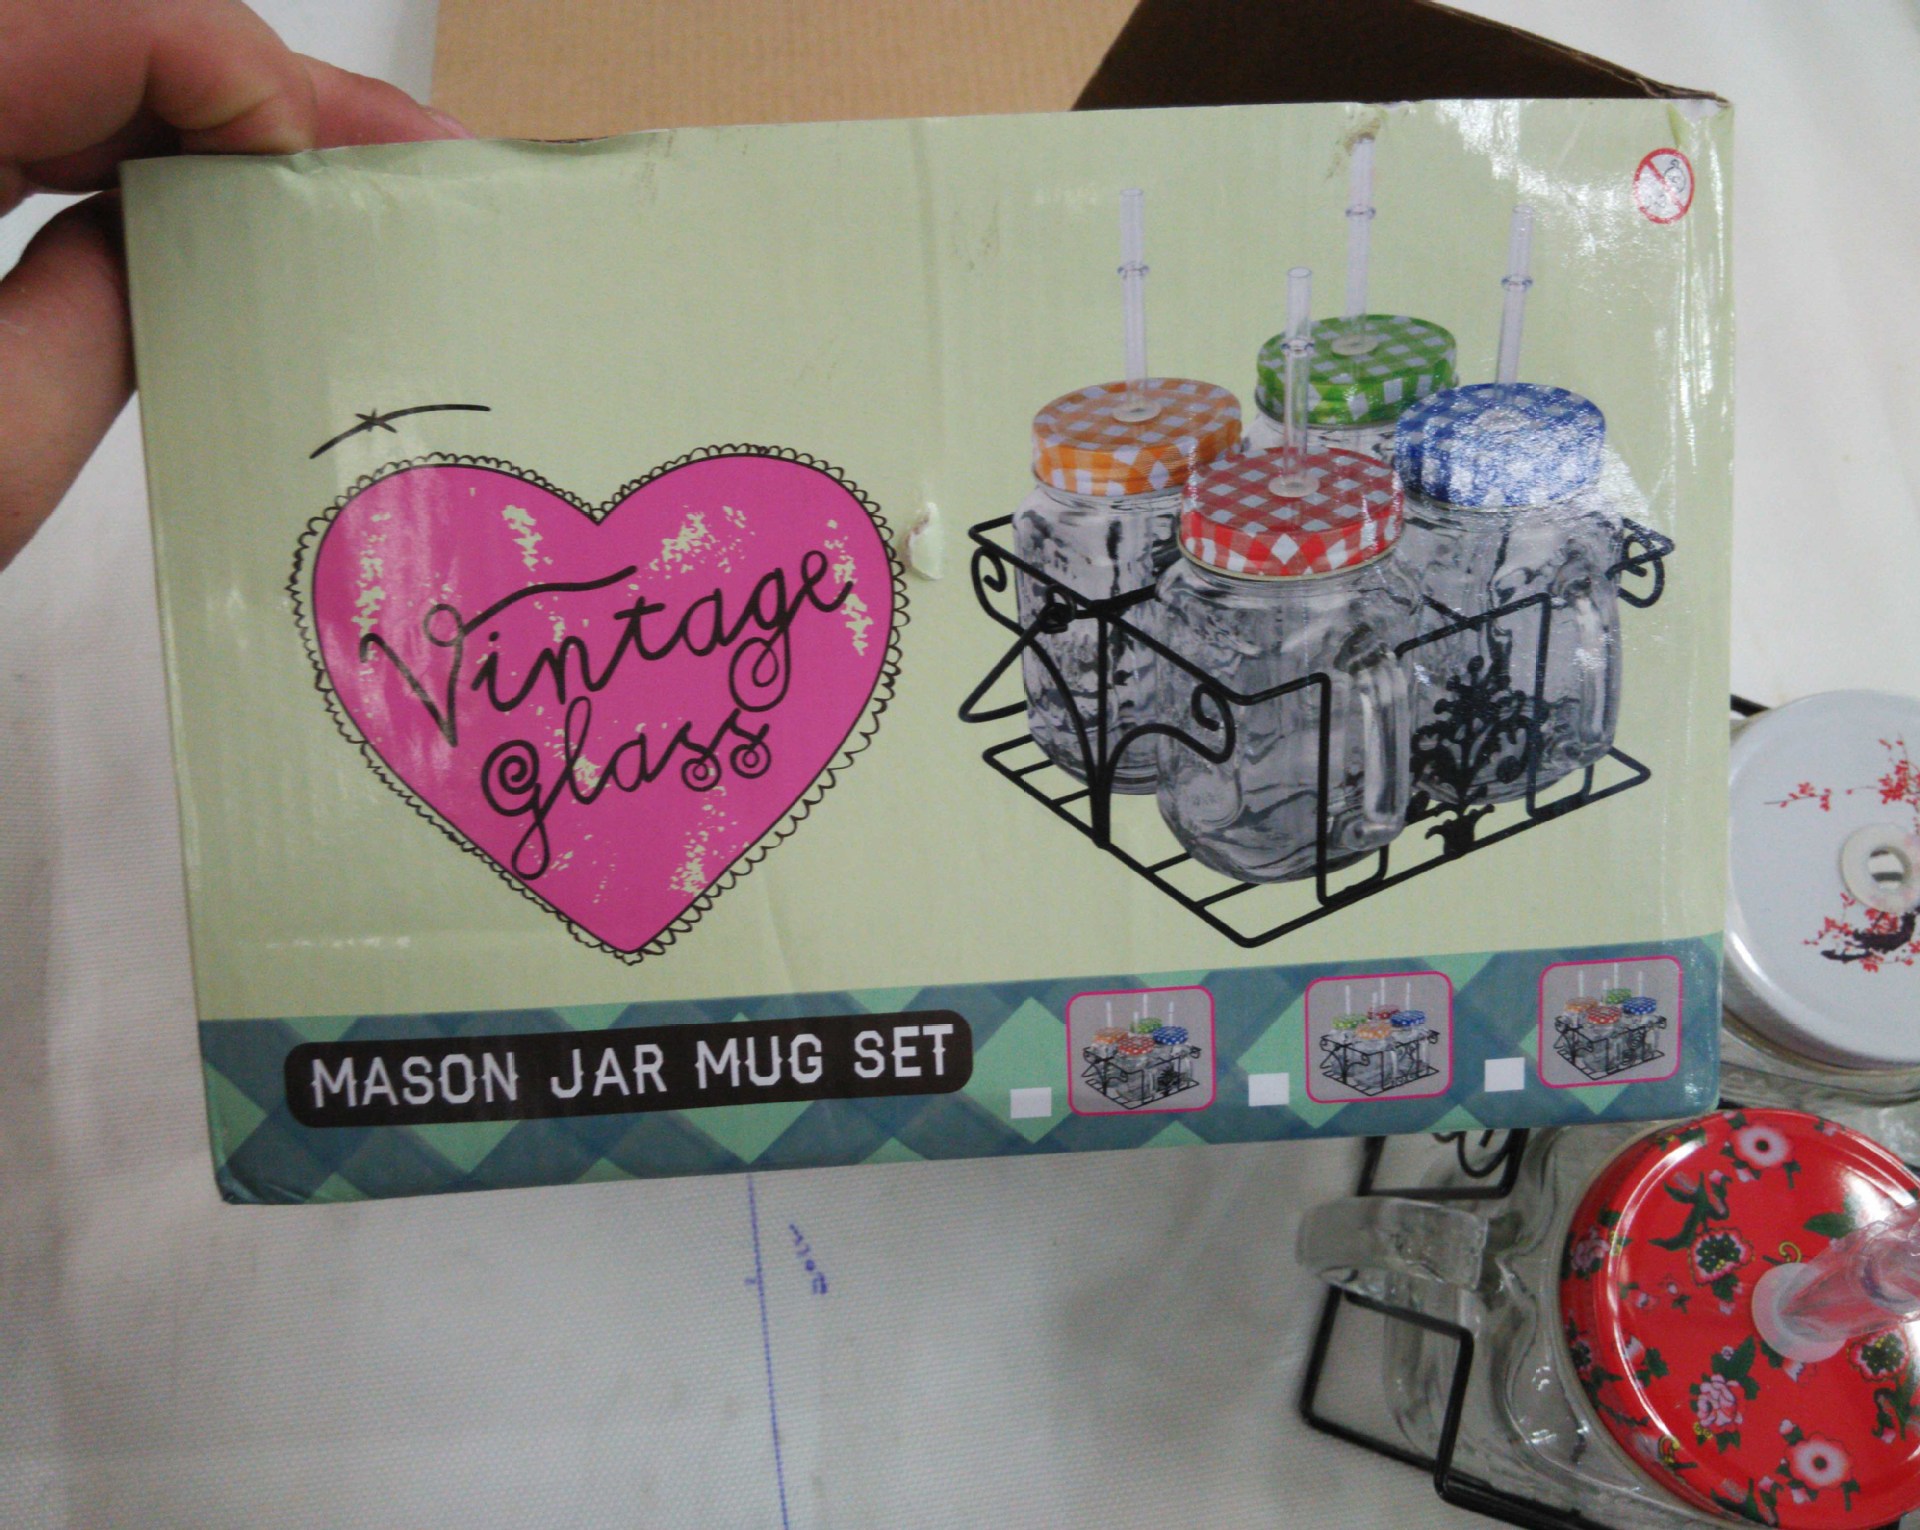 Vintage
glass
MASON JAR MUG SET